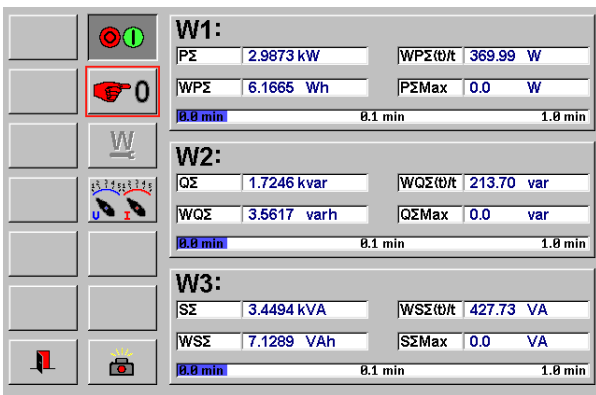 W1:
PΣ 2.9873 kW WPΣ(t)/t 369.99 W
WPΣ 6.1665 Wh PΣMax 0.0 W
0.0 min 0.1 min 1.0 min
0
W
W2:
QΣ 1.7246 kvar WQΣ(t)/t 213.70 var
WQΣ 3.5617 varh QΣMax 0.0 var
0.0 min 0.1 min 1.0 min
U I
W3:
SΣ 3.4494 kVA WSΣ(t)/t 427.73 VA
WSΣ 7.1289 VAh SΣMax 0.0 VA
0.0 min 0.1 min 1.0 min